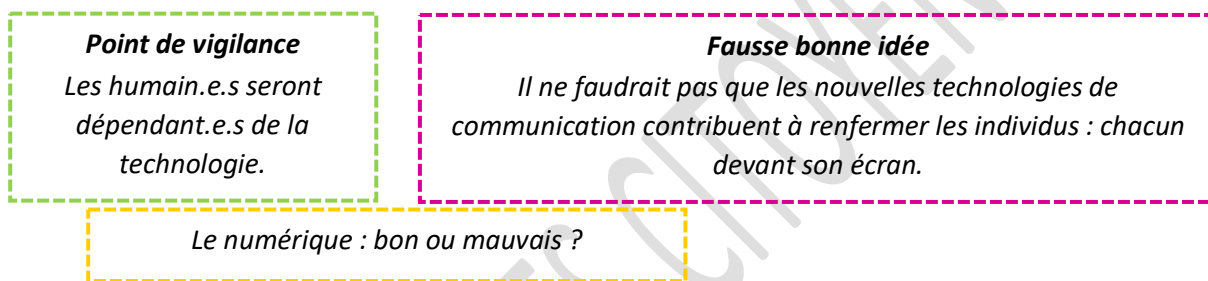 Point de vigilance
Les humain.e.s seront
dépendant.e.s de la
technologie.
Fausse bonne idée
Il ne faudrait pas que les nouvelles technologies de
communication contribuent à renfermer les individus : chacun
devant son écran.
Le numérique : bon ou mauvais ?